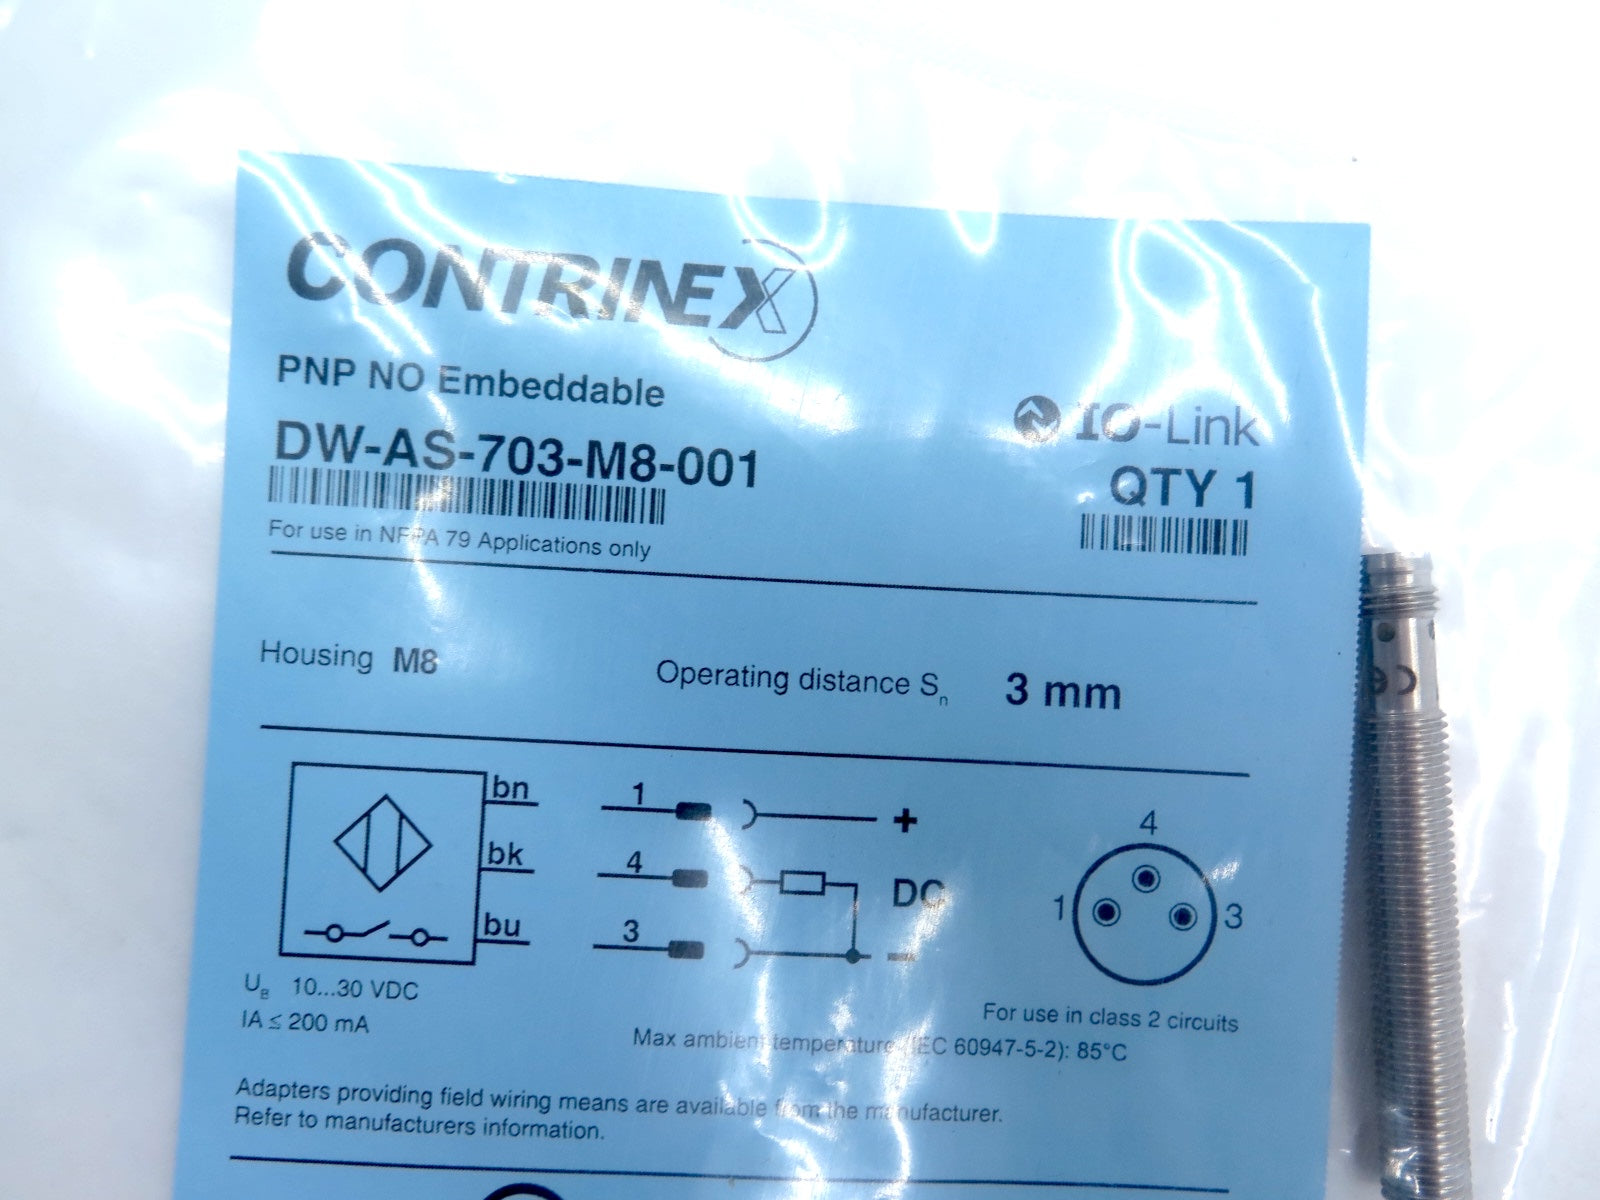 CONTRINEX
PNP NO Embeddable
DW-AS-703-M8-001
IO-Link
QTY 1
For use in NFPA 79 Applications only
Housing M8
Operating distance Sn 3 mm
bn
bk
bu
1
4
3
+
DC
-
4
1
3
UB 10...30 VDC
IA ≤ 200 mA
For use in class 2 circuits
Max ambient temperature (IEC 60947-5-2): 85°C
Adapters providing field wiring means are available from the manufacturer.
Refer to manufacturers information.
CE